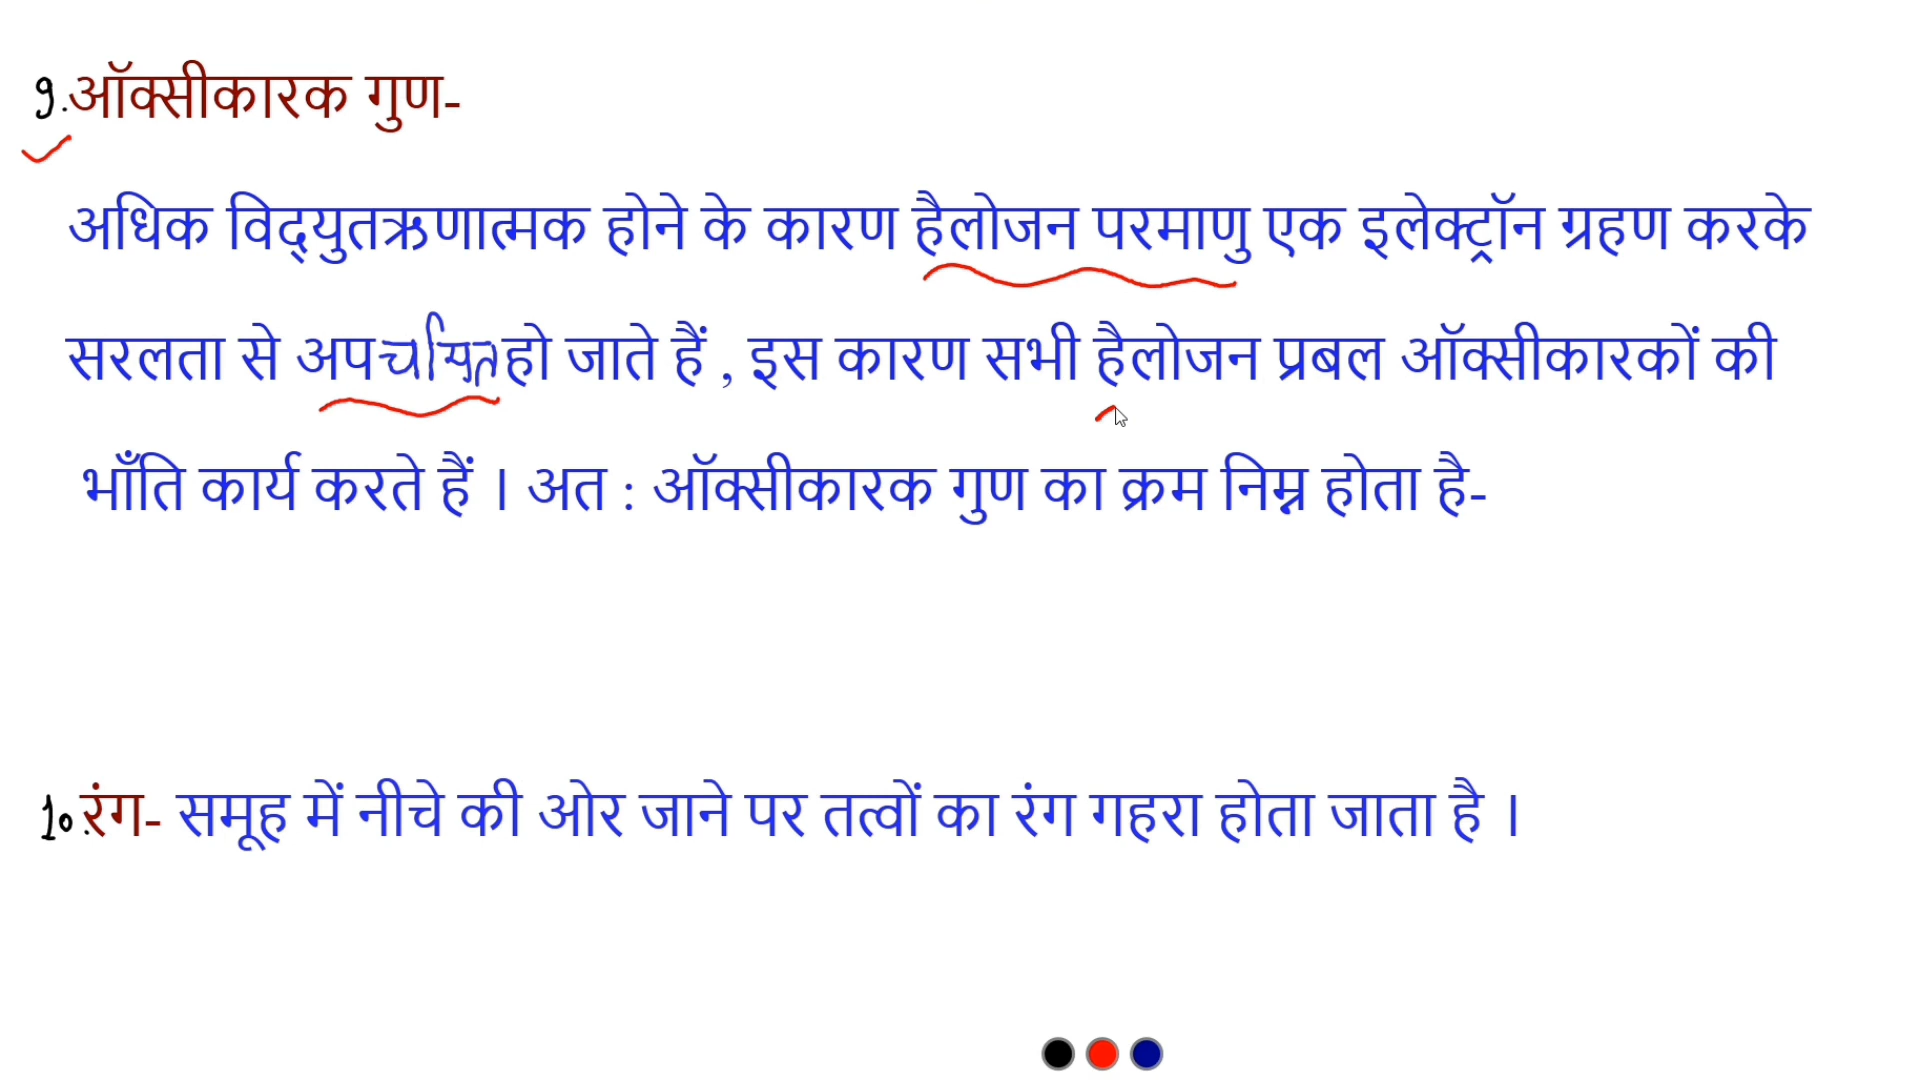 9.ऑक्सीकारक गुण-
अधिक विद्युतऋणात्मक होने के कारण हैलोजन परमाणु एक इलेक्ट्रॉन ग्रहण करके
सरलता से अपचयित हो जाते हैं , इस कारण सभी हैलोजन प्रबल ऑक्सीकारकों की
भाँति कार्य करते हैं । अत : ऑक्सीकारक गुण का क्रम निम्न होता है-
10.रंग- समूह में नीचे की ओर जाने पर तत्वों का रंग गहरा होता जाता है ।